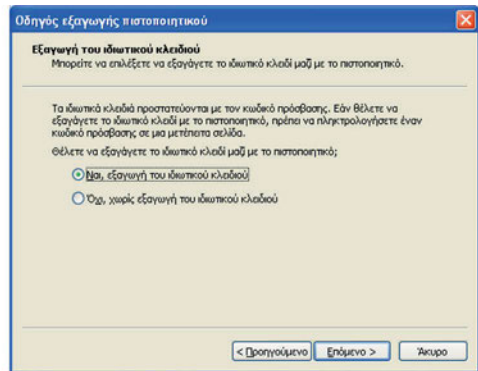 Οδηγός εξαγωγής πιστοποιητικού
Εξαγωγή του ιδιωτικού κλειδιού
Μπορείτε να επιλέξετε να εξαγάγετε το ιδιωτικό κλειδί μαζί με το πιστοποιητικό.
Τα ιδιωτικά κλειδιά προστατεύονται με τον κωδικό πρόσβασης. Εάν θέλετε να
εξαγάγετε το ιδιωτικό κλειδί με το πιστοποιητικό, πρέπει να πληκτρολογήσετε έναν
κωδικό πρόσβασης σε μια μετέπειτα σελίδα.
Θέλετε να εξαγάγετε το ιδιωτικό κλειδί μαζί με το πιστοποιητικό;
Ναι, εξαγωγή του ιδιωτικού κλειδιού
Όχι, χωρίς εξαγωγή του ιδιωτικού κλειδιού
< Προηγούμενο Επόμενο > Άκυρο